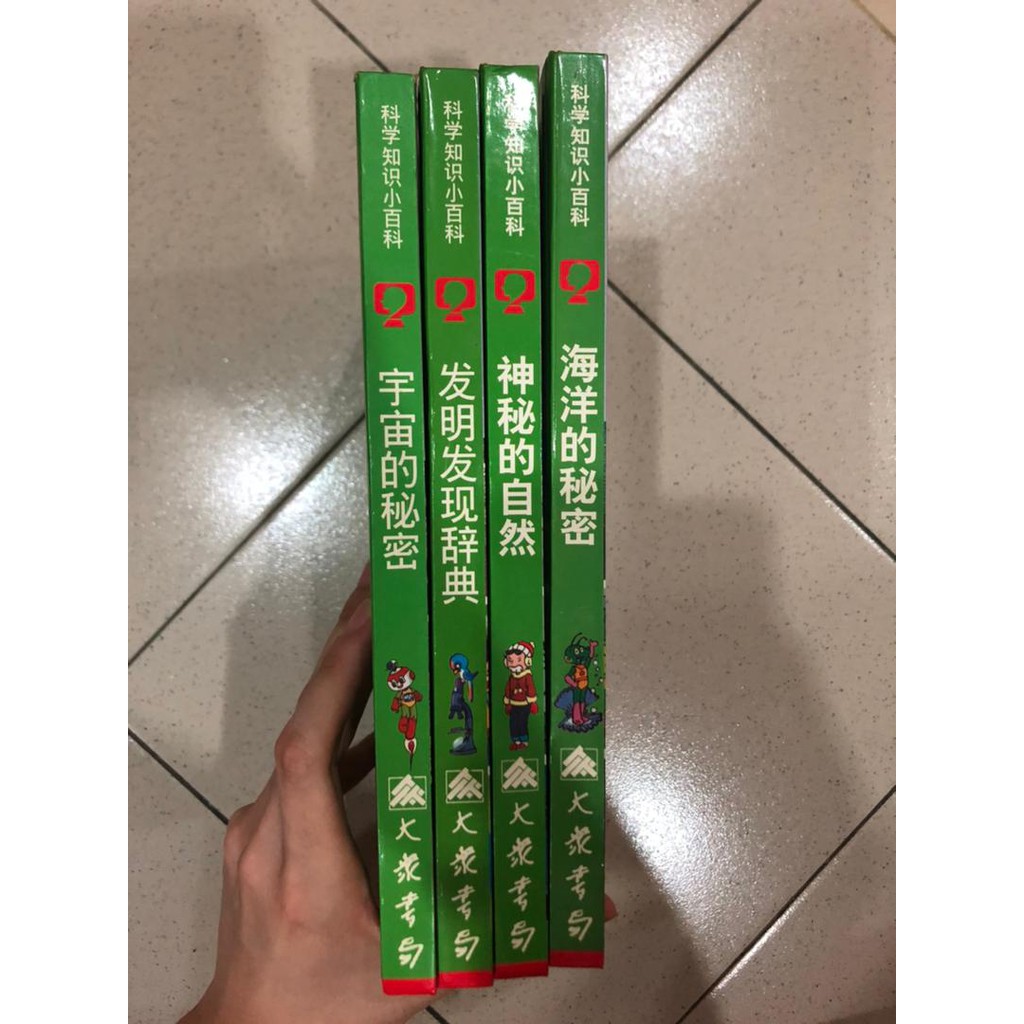 科学知识小百科
宇宙的秘密
大众书局
科学知识小百科
发明发现辞典
大众书局
科学知识小百科
神秘的自然
大众书局
科学知识小百科
海洋的秘密
大众书局